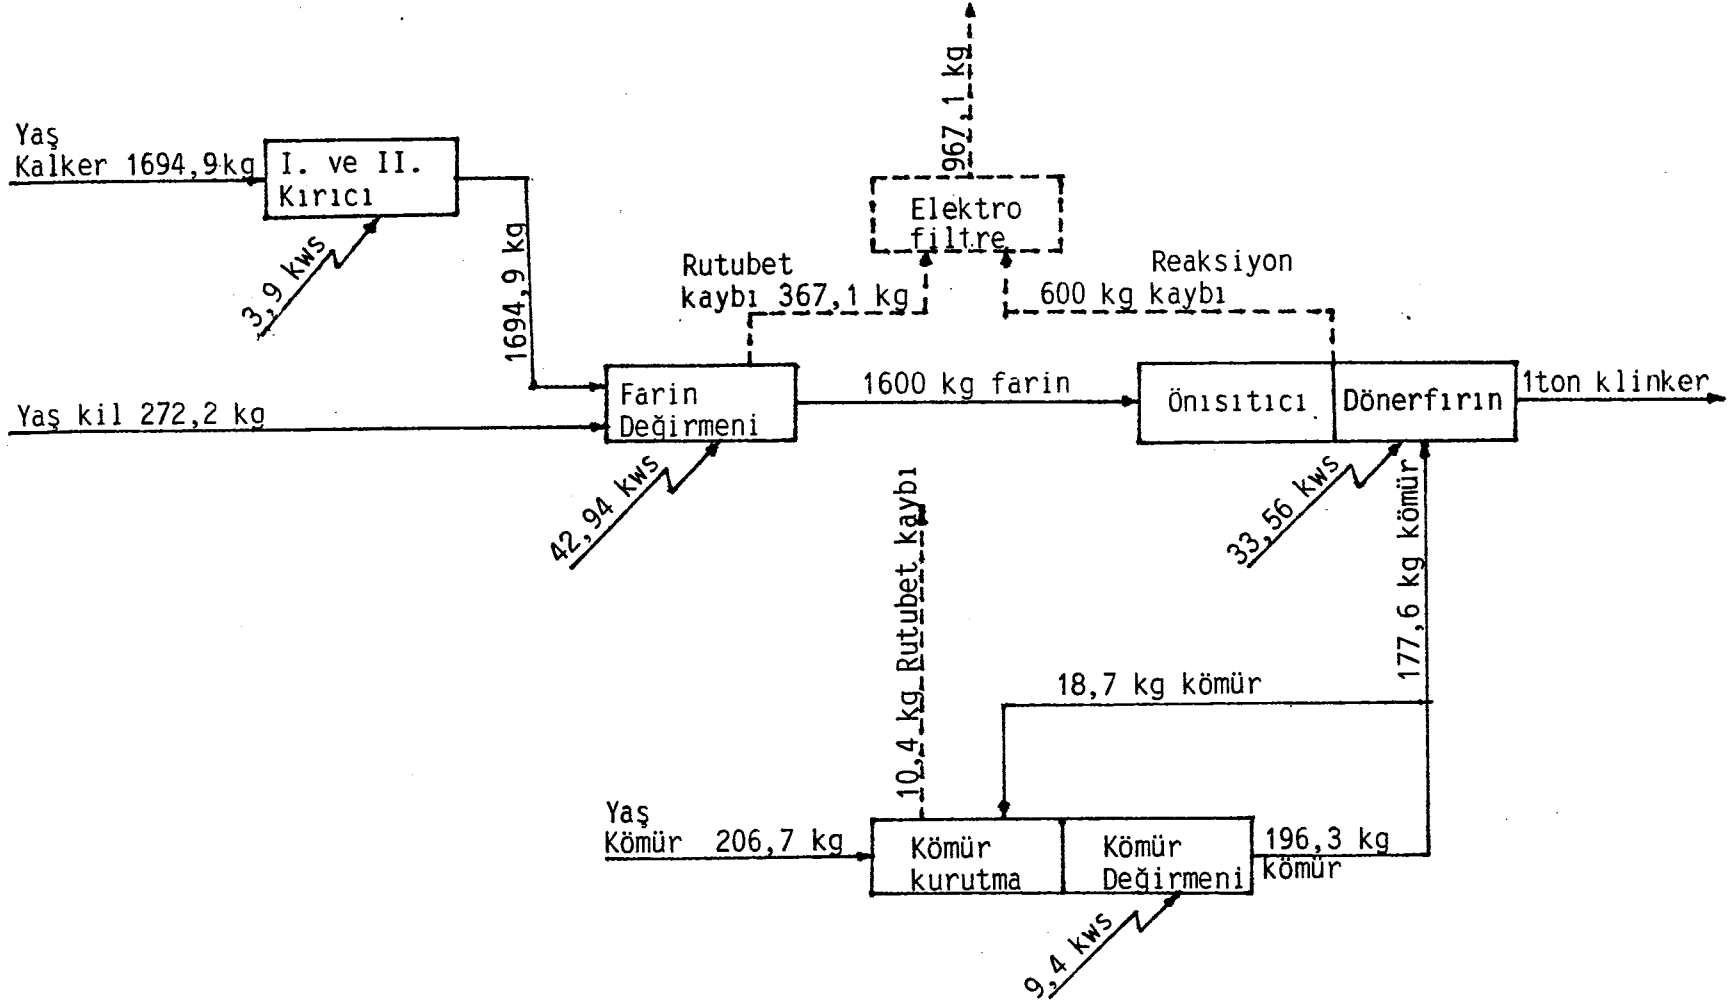 967,1 kg
Yaş
Kalker 1694,9 kg
I. ve II.
Kırıcı
3,9 kws
1694,9 kg
Elektro
filtre
Rutubet
kaybı 367,1 kg
Reaksiyon
600 kg kaybı
Yaş kil 272,2 kg
Farin
Değirmeni
42,94 kws
1600 kg farin
Önısıtıcı
Dönerfırın
1ton klinker
33,56 kws
177,6 kg kömür
10,4 kg Rutubet kaybı
18,7 kg kömür
Yaş
Kömür 206,7 kg
Kömür
kurutma
Kömür
Değirmeni
196,3 kg
kömür
9,4 kws